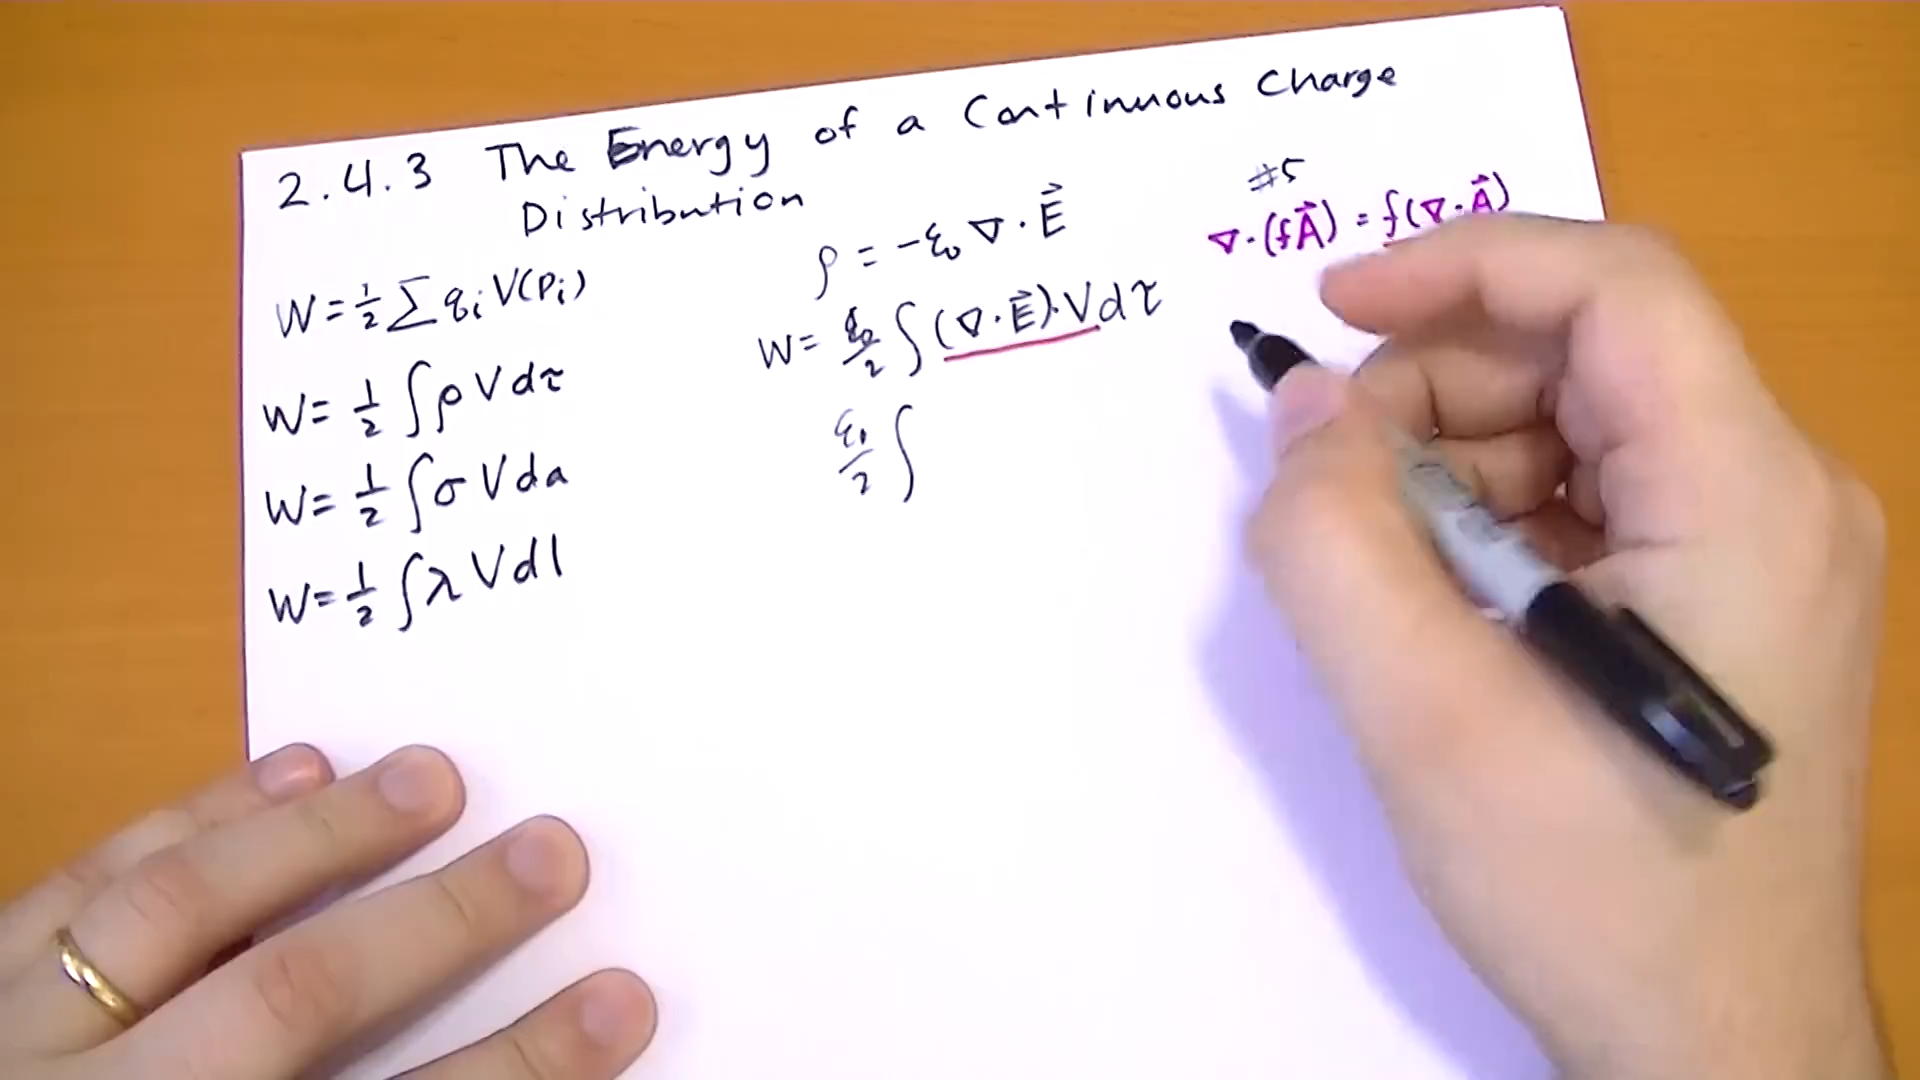 2.4.3 The Energy of a Continuous Charge
Distribution
W = 1/2 ∑ qᵢ V(Pᵢ)
W = 1/2 ∫ρ V dτ
W = 1/2 ∫σ V da
W = 1/2 ∫λ V dl
ρ = -ε₀ ∇ · E⃗
W = ε₀/2 ∫(∇ · E⃗) · V dτ
ε₀/2 ∫
#5
∇ · (fA⃗) = f(∇ · A⃗)